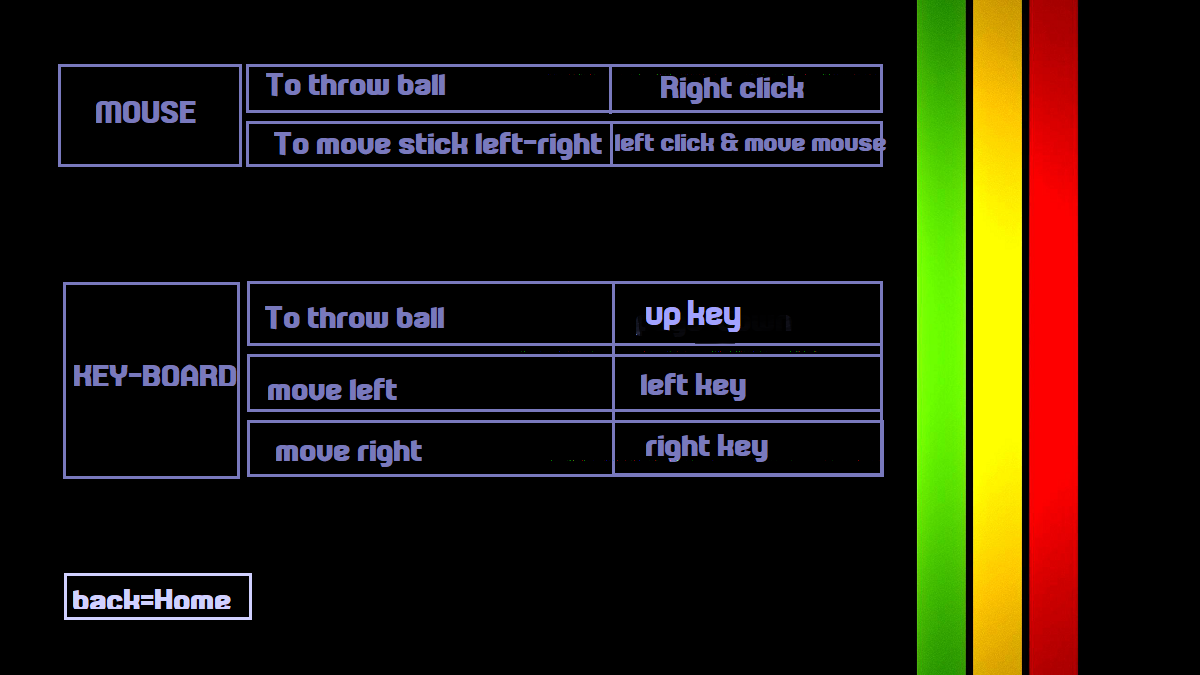 MOUSE
To throw ball
Right click
To move stick left-right
left click & move mouse
KEY-BOARD
To throw ball
up key
move left
left key
move right
right key
back=Home